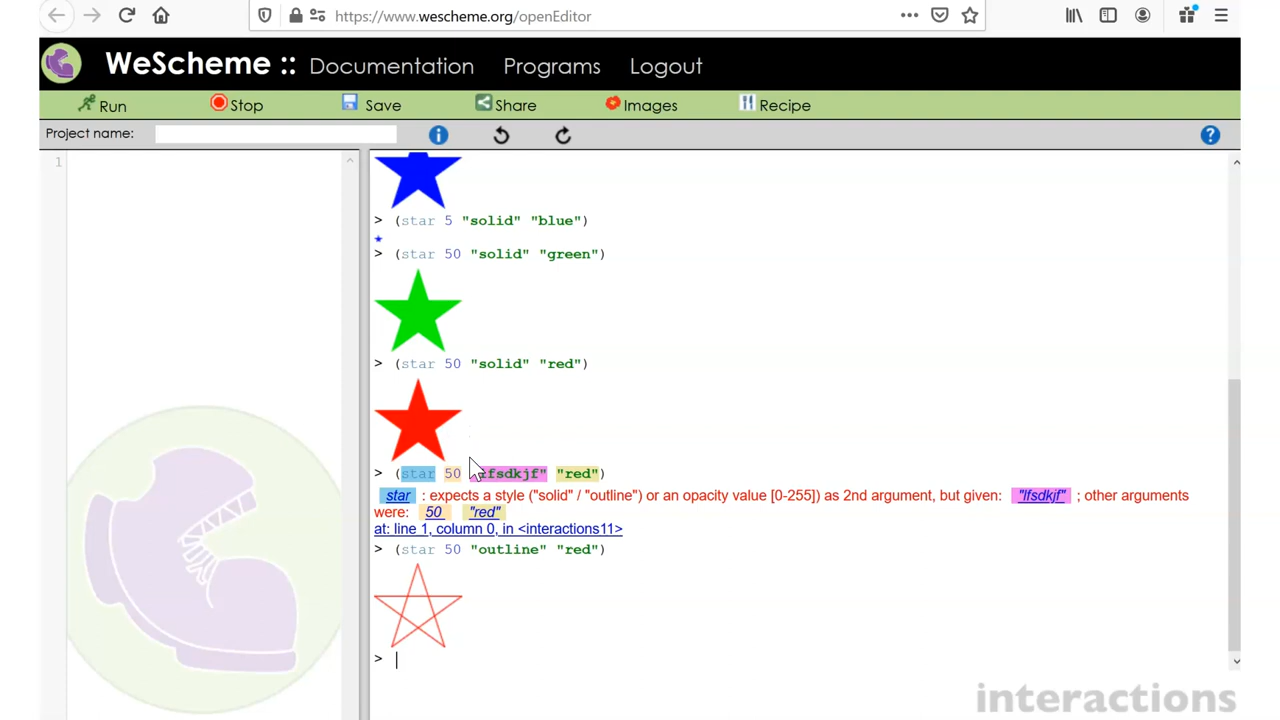 https://www.wescheme.org/openEditor
WeScheme :: Documentation Programs Logout
Run Stop Save Share Images Recipe
Project name:
1
> (star 5 "solid" "blue")
> (star 50 "solid" "green")
> (star 50 "solid" "red")
> (star 50 "lfsdkjf" "red")
star : expects a style ("solid" / "outline") or an opacity value [0-255]) as 2nd argument, but given: "lfsdkjf" ; other arguments
were: 50 "red"
at: line 1, column 0, in <interactions11>
> (star 50 "outline" "red")
>
interactions